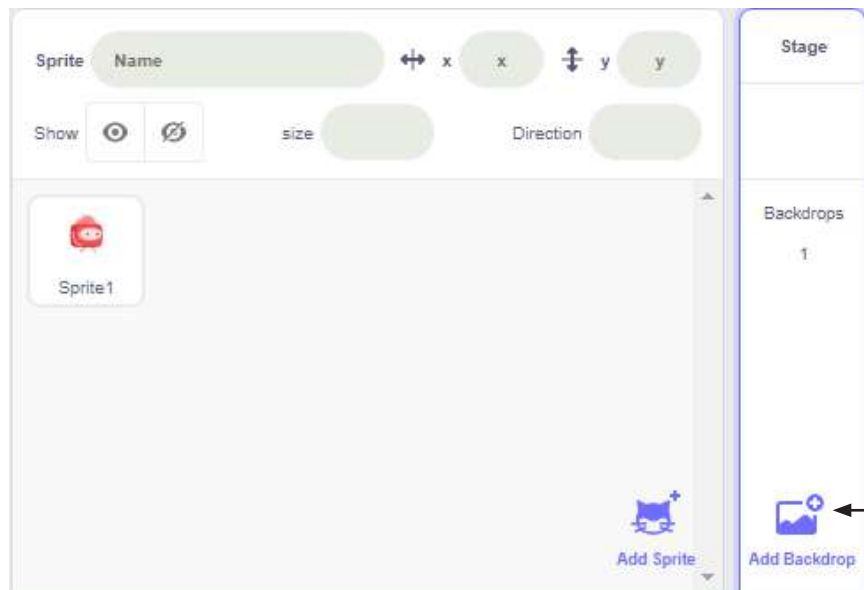 Sprite Name x x y y
Show size Direction
Sprite1
Add Sprite
Stage
Backdrops
1
Add Backdrop